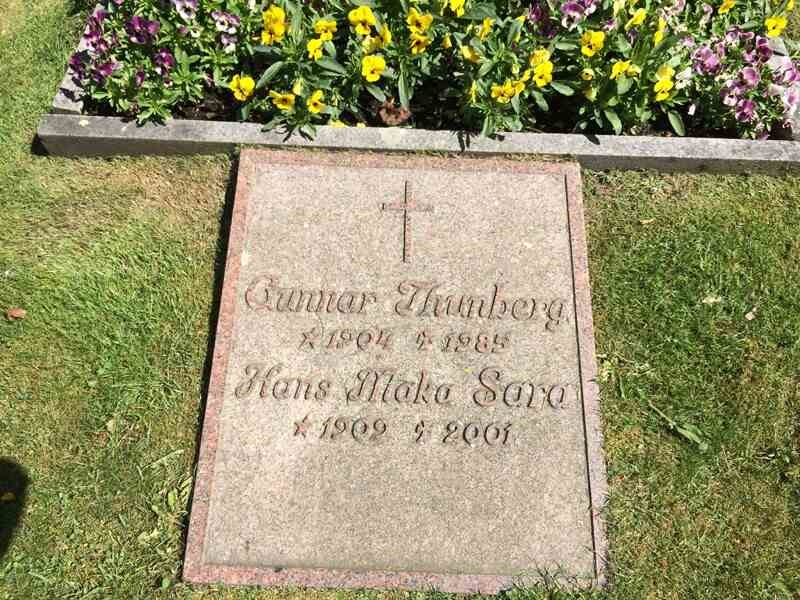 Gunnar Thunberg
* 1904 † 1985
Hans Maka Sara
* 1909 † 2001